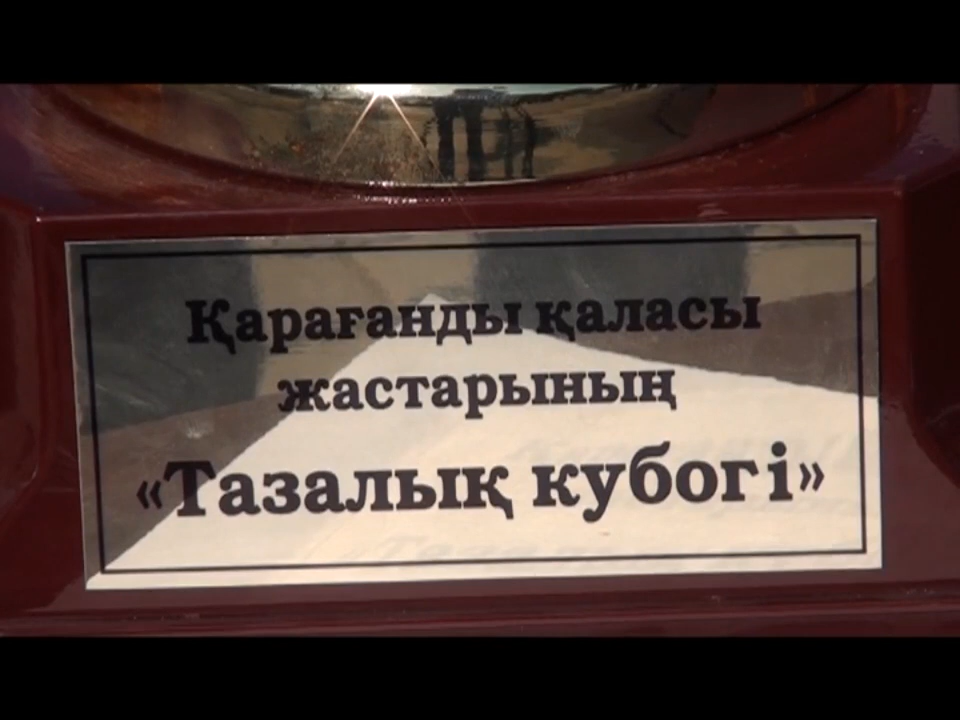 Қарағанды қаласы
жастарының
«Тазалық кубогі»